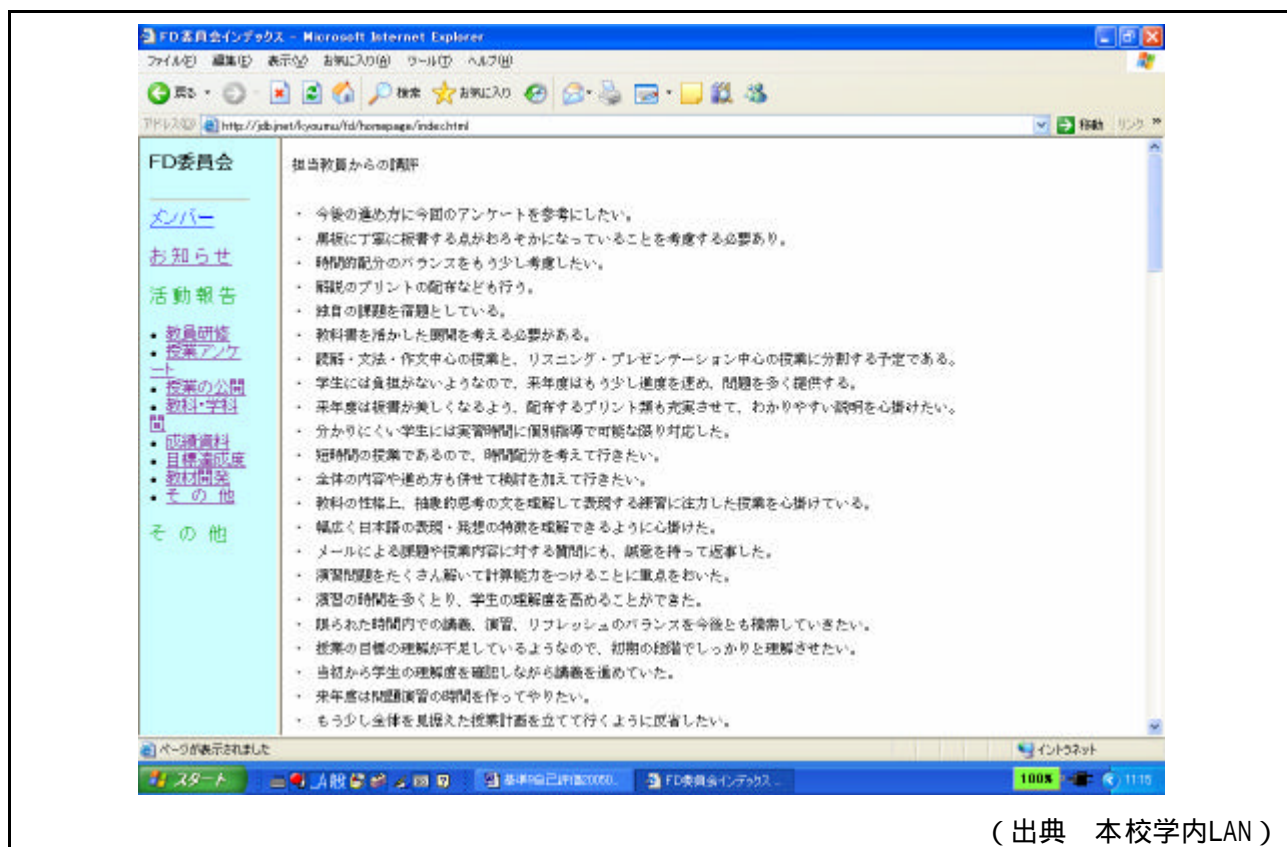 FD委員会インデックス - Microsoft Internet Explorer
ファイル(F) 編集(E) 表示(V) お気に入り(A) ツール(T) ヘルプ(H)
戻る 検索 お気に入り
アドレス(D) http://jcb.jnet/kyoumu/fd/homepage/index.html 移動 リンク »
FD委員会
メンバー
お知らせ
活動報告
• 教員研修
• 授業アンケ
ート
• 授業の公開
• 教科・学科
間
• 成績資料
• 目標達成度
• 教材開発
• そ の 他
そ の 他
担当教員からの講評
・ 今後の進め方に今回のアンケートを参考にしたい。
・ 黒板に丁寧に板書する点がおろそかになっていることを考慮する必要あり。
・ 時間的配分のバランスをもう少し考慮したい。
・ 解説のプリントの配布なども行う。
・ 独自の課題を宿題としている。
・ 教科書を活かした展開を考える必要がある。
・ 読解・文法・作文中心の授業と、リスニング・プレゼンテーション中心の授業に分割する予定である。
・ 学生には負担がないようなので、来年度はもう少し進度を速め、問題を多く提供する。
・ 来年度は板書が美しくなるよう、配布するプリント類も充実させて、わかりやすい説明を心掛けたい。
・ 分かりにくい学生には実習時間に個別指導で可能な限り対応した。
・ 短時間の授業であるので、時間配分を考えて行きたい。
・ 全体の内容や進め方も併せて検討を加えて行きたい。
・ 教科の性格上、抽象的思考の文を理解して表現する練習に注力した授業を心掛けている。
・ 幅広く日本語の表現・発想の特徴を理解できるように心掛けた。
・ メールによる課題や授業内容に対する質問にも、誠意を持って返事した。
・ 演習問題をたくさん解いて計算能力をつけることに重点をおいた。
・ 演習の時間を多くとり、学生の理解度を高めることができた。
・ 限られた時間内での講義、演習、リフレッシュのバランスを今後とも模索していきたい。
・ 授業の目標の理解が不足しているようなので、初期の段階でしっかりと理解させたい。
・ 当初から学生の理解度を確認しながら講義を進めていた。
・ 来年度は問題演習の時間を作ってやりたい。
・ もう少し全体を見据えた授業計画を立てて行くように反省したい。
ページが表示されました イントラネット
スタート A 般 FD委員会インデックス - 100% 11:15
(出典 本校学内LAN)